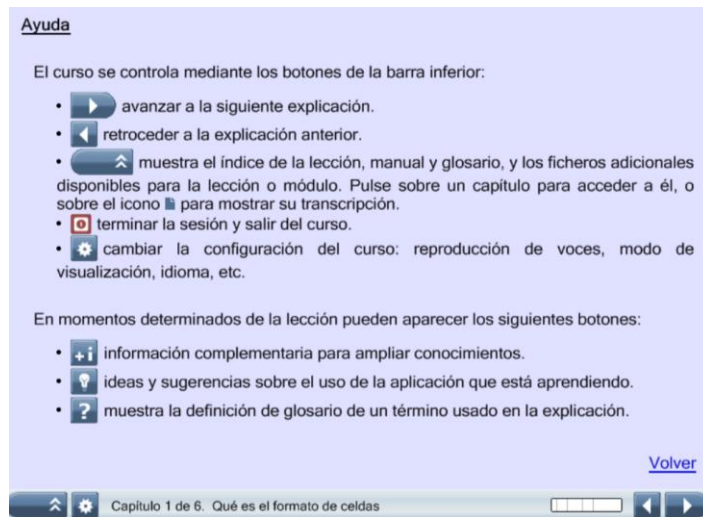 Ayuda
El curso se controla mediante los botones de la barra inferior:
• avanzar a la siguiente explicación.
• retroceder a la explicación anterior.
• muestra el índice de la lección, manual y glosario, y los ficheros adicionales
disponibles para la lección o módulo. Pulse sobre un capítulo para acceder a él, o
sobre el icono para mostrar su transcripción.
• terminar la sesión y salir del curso.
• cambiar la configuración del curso: reproducción de voces, modo de
visualización, idioma, etc.
En momentos determinados de la lección pueden aparecer los siguientes botones:
• +i información complementaria para ampliar conocimientos.
• ideas y sugerencias sobre el uso de la aplicación que está aprendiendo.
• ? muestra la definición de glosario de un término usado en la explicación.
Volver
Capítulo 1 de 6. Qué es el formato de celdas